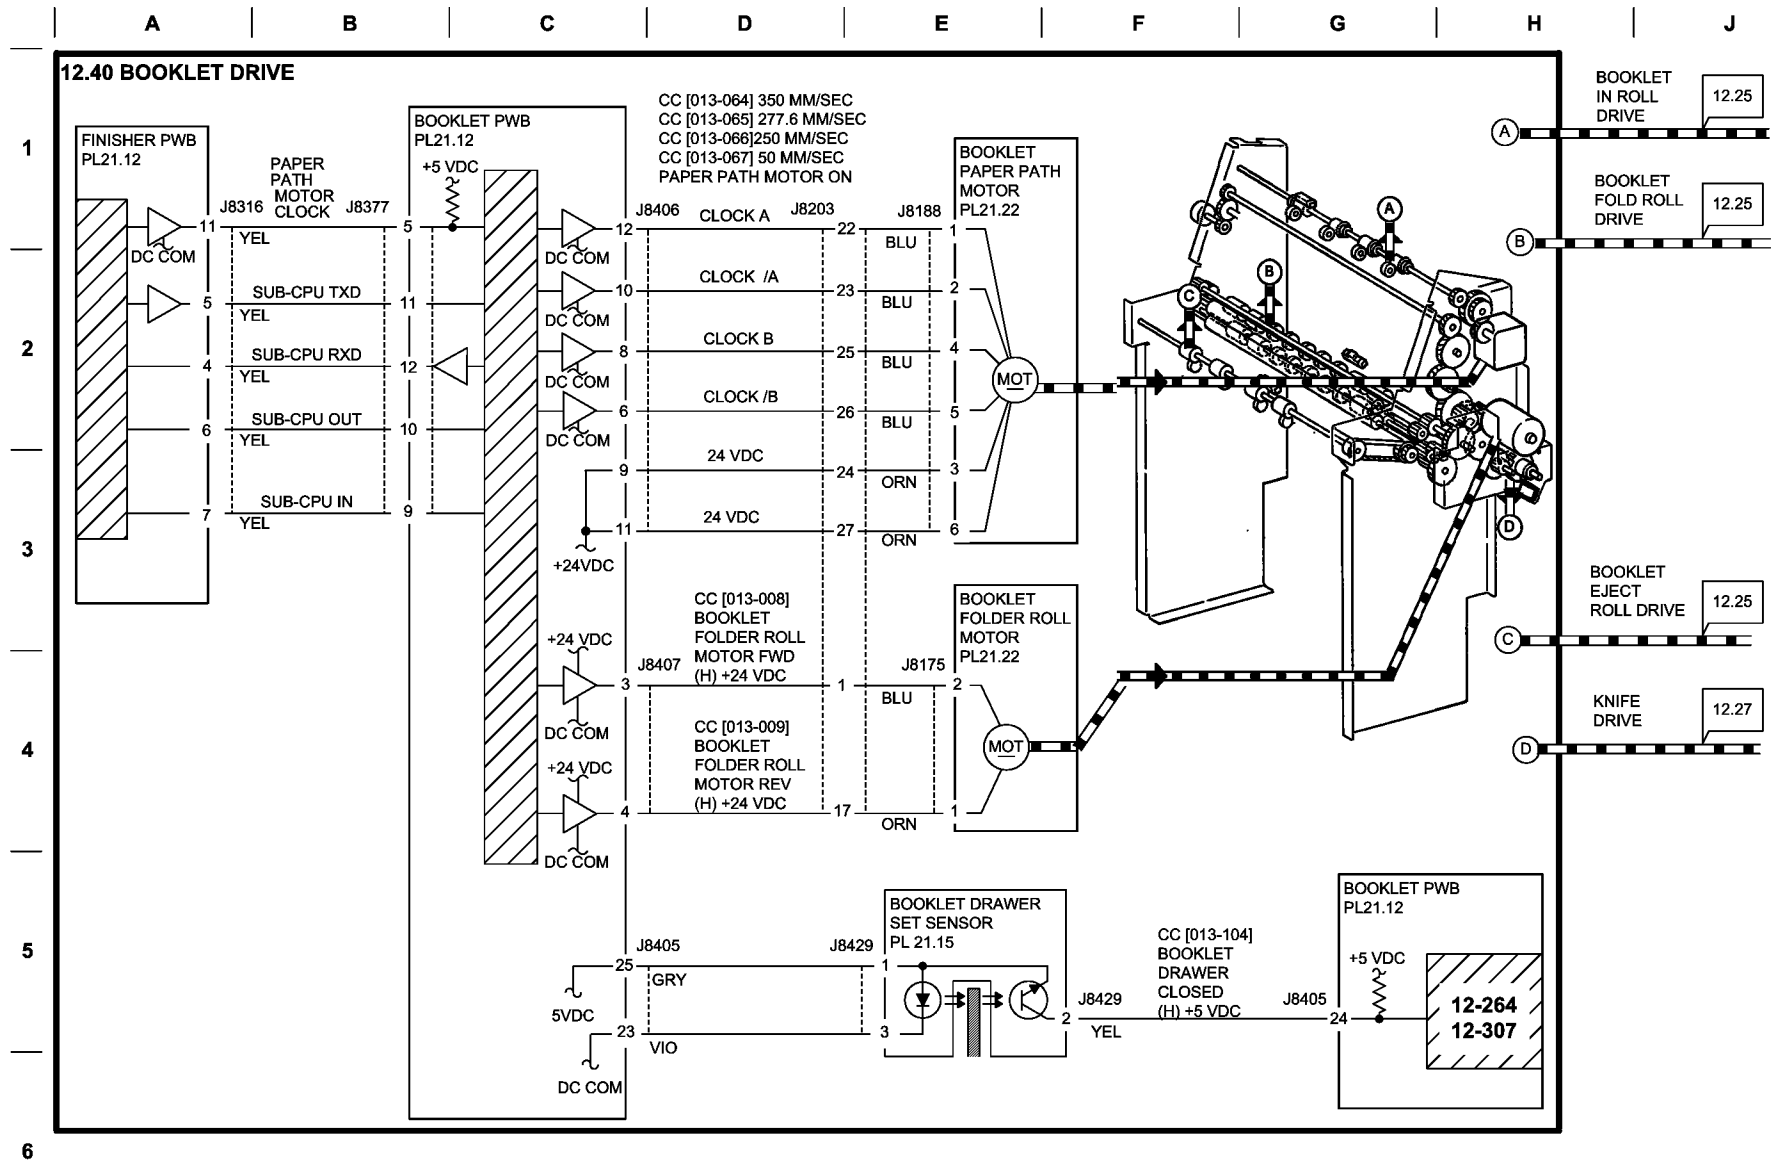 A B C D E F G H J
1
2
3
4
5
6
12.40 BOOKLET DRIVE
FINISHER PWB
PL21.12
PAPER
PATH
MOTOR
CLOCK
J8316
J8377
11
YEL
5
DC COM
5
SUB-CPU TXD
YEL
11
4
SUB-CPU RXD
YEL
12
6
SUB-CPU OUT
YEL
10
7
SUB-CPU IN
YEL
9
BOOKLET PWB
PL21.12
+5 VDC
DC COM
DC COM
DC COM
DC COM
+24VDC
+24 VDC
DC COM
+24 VDC
DC COM
5VDC
DC COM
CC [013-064] 350 MM/SEC
CC [013-065] 277.6 MM/SEC
CC [013-066]250 MM/SEC
CC [013-067] 50 MM/SEC
PAPER PATH MOTOR ON
J8406
J8203
J8188
12
CLOCK A
22
BLU
1
10
CLOCK /A
23
BLU
2
8
CLOCK B
25
BLU
4
6
CLOCK /B
26
BLU
5
9
24 VDC
24
ORN
3
11
24 VDC
27
ORN
6
BOOKLET
PAPER PATH
MOTOR
PL21.22
MOT
CC [013-008]
BOOKLET
FOLDER ROLL
MOTOR FWD
(H) +24 VDC
J8407
J8175
3
1
BLU
2
CC [013-009]
BOOKLET
FOLDER ROLL
MOTOR REV
(H) +24 VDC
4
17
ORN
1
BOOKLET
FOLDER ROLL
MOTOR
PL21.22
MOT
J8405
J8429
25
GRY
1
23
VIO
3
BOOKLET DRAWER
SET SENSOR
PL 21.15
J8429
2
YEL
CC [013-104]
BOOKLET
DRAWER
CLOSED
(H) +5 VDC
J8405
24
BOOKLET PWB
PL21.12
+5 VDC
12-264
12-307
A
B
C
D
BOOKLET
IN ROLL
DRIVE
12.25
A
BOOKLET
FOLD ROLL
DRIVE
12.25
B
BOOKLET
EJECT
ROLL DRIVE
12.25
C
KNIFE
DRIVE
12.27
D